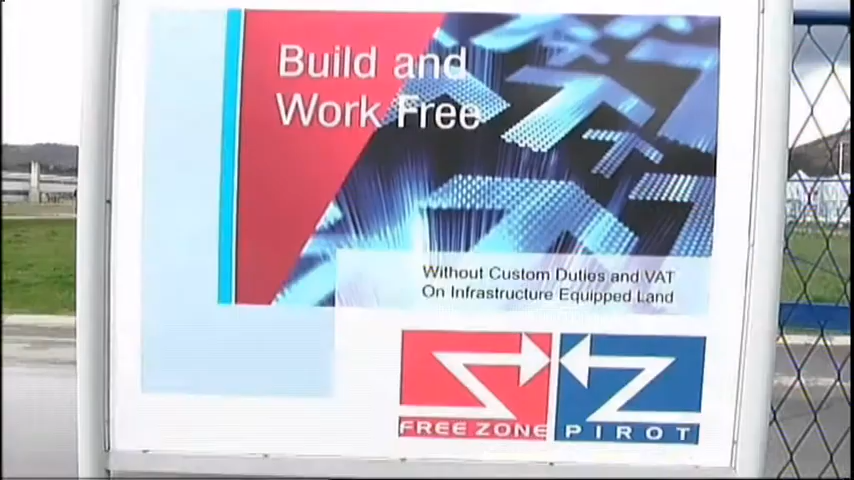 Build and
Work Free
Without Custom Duties and VAT
On Infrastructure Equipped Land
FREE ZONE PIROT